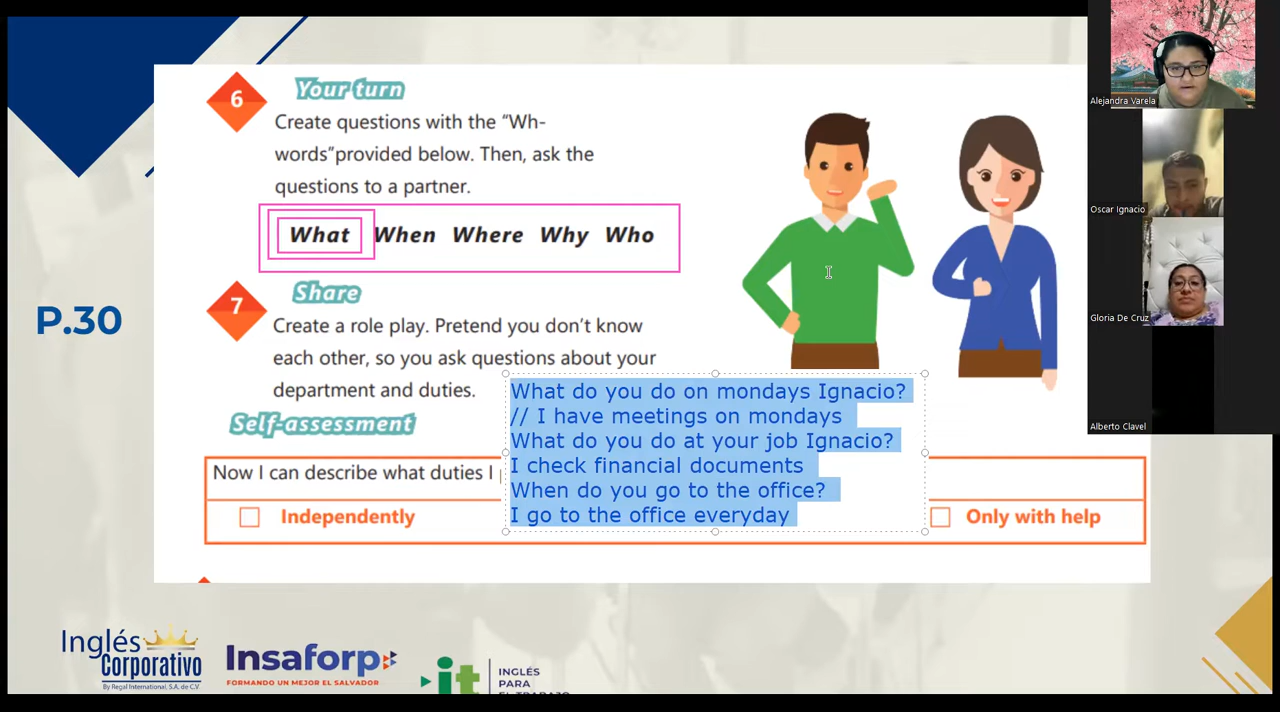 6
Your turn
Create questions with the “Wh-
words”provided below. Then, ask the
questions to a partner.
What When Where Why Who
7
Share
Create a role play. Pretend you don’t know
each other, so you ask questions about your
department and duties.
P.30
Self-assessment
What do you do on mondays Ignacio?
// I have meetings on mondays
What do you do at your job Ignacio?
I check financial documents
When do you go to the office?
I go to the office everyday
Now I can describe what duties I
Independently
Only with help
Alejandra Varela
Oscar Ignacio
Gloria De Cruz
Alberto Clavel
Inglés
Corporativo
By Regal International, S.A. de C.V.
Insaforp
FORMANDO UN MEJOR EL SALVADOR
it
INGLÉS
PARA